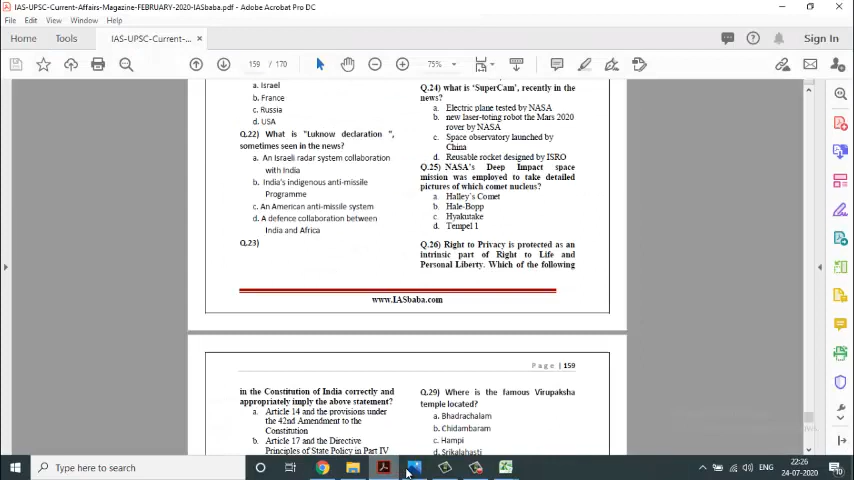 IAS-UPSC-Current-Affairs-Magazine-FEBRUARY-2020-IASbaba.pdf - Adobe Acrobat Pro DC
File Edit View Window Help
Home Tools IAS-UPSC-Current-... × Sign In
159 / 170 75%
a. Israel
b. France
c. Russia
d. USA
Q.22) What is "Luknow declaration ",
sometimes seen in the news?
a. An Israeli radar system collaboration
with India
b. India's indigenous anti-missile
Programme
c. An American anti-missile system
d. A defence collaboration between
India and Africa
Q.23)
Q.24) what is 'SuperCam', recently in the
news?
a. Electric plane tested by NASA
b. new laser-toting robot the Mars 2020
rover by NASA
c. Space observatory launched by
China
d. Reusable rocket designed by ISRO
Q.25) NASA's Deep Impact space
mission was employed to take detailed
pictures of which comet nucleus?
a. Halley's Comet
b. Hale-Bopp
c. Hyakutake
d. Tempel 1
Q.26) Right to Privacy is protected as an
intrinsic part of Right to Life and
Personal Liberty. Which of the following
www.IASbaba.com
Page | 159
in the Constitution of India correctly and
appropriately imply the above statement?
a. Article 14 and the provisions under
the 42nd Amendment to the
Constitution
b. Article 17 and the Directive
Principles of State Policy in Part IV
Q.29) Where is the famous Virupaksha
temple located?
a. Bhadrachalam
b. Chidambaram
c. Hampi
d. Srikalahasti
Type here to search
ENG
22:26
24-07-2020